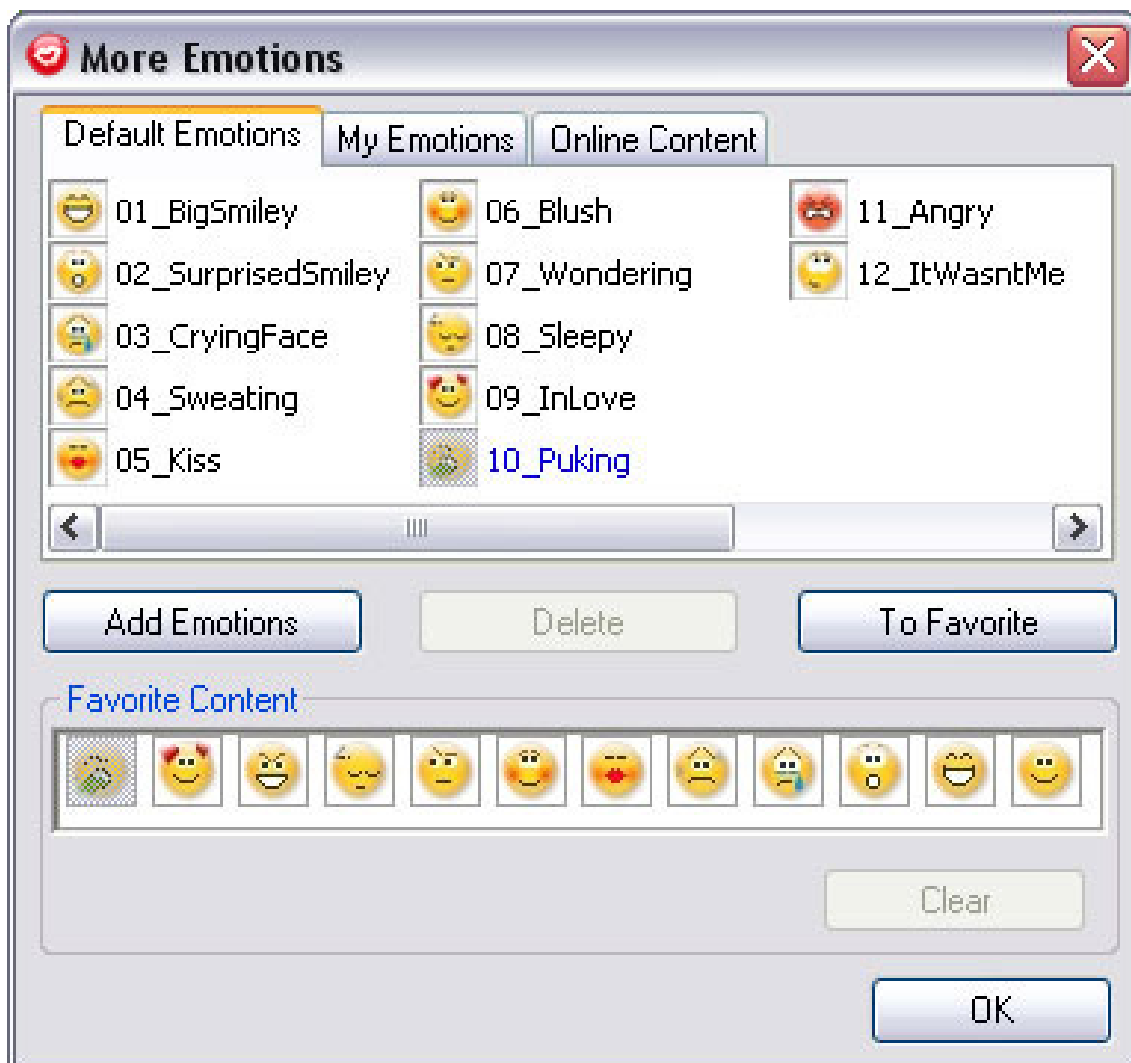 More Emotions
Default Emotions My Emotions Online Content
01_BigSmiley 06_Blush 11_Angry
02_SurprisedSmiley 07_Wondering 12_ItWasntMe
03_CryingFace 08_Sleepy
04_Sweating 09_InLove
05_Kiss 10_Puking
Add Emotions Delete To Favorite
Favorite Content
Clear
OK